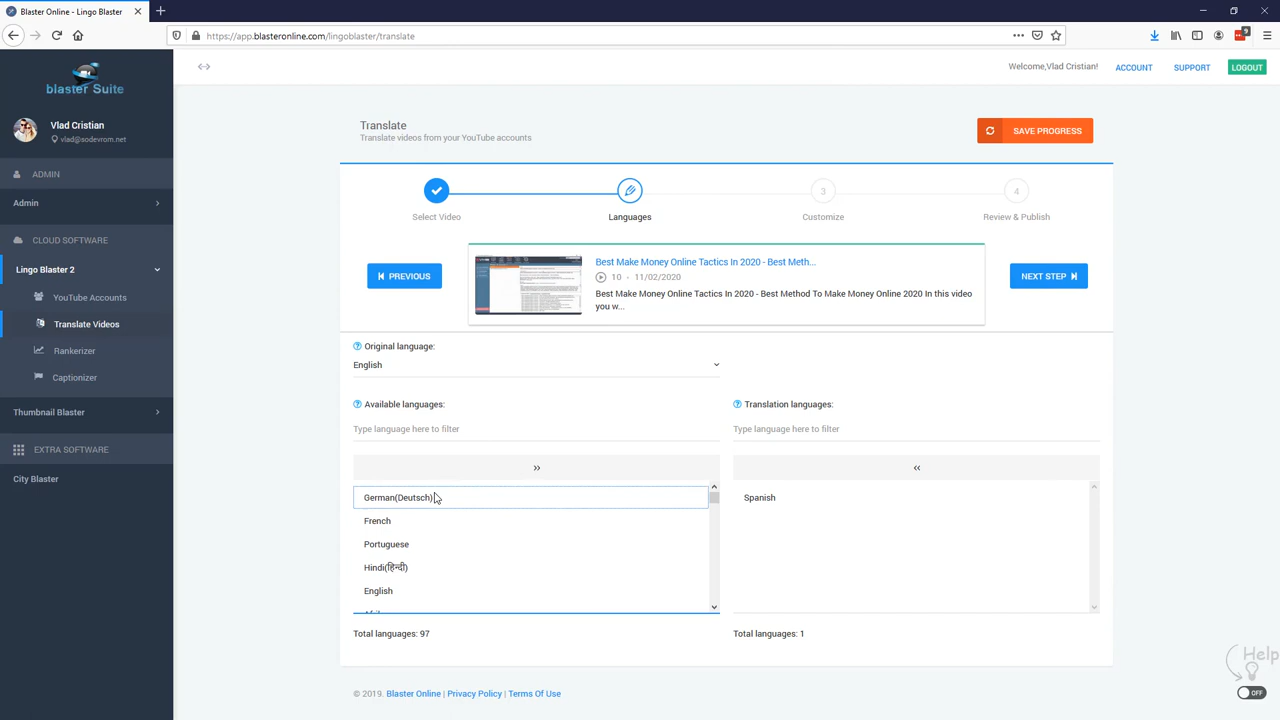 Blaster Online - Lingo Blaster
https://app.blasteronline.com/lingoblaster/translate
9
blaster Suite
Welcome,Vlad Cristian!
ACCOUNT
SUPPORT
LOGOUT
Vlad Cristian
vlad@aodevrom.net
ADMIN
Admin
CLOUD SOFTWARE
Lingo Blaster 2
YouTube Accounts
Translate Videos
Rankerizer
Captionizer
Thumbnail Blaster
EXTRA SOFTWARE
City Blaster
Translate
Translate videos from your YouTube accounts
SAVE PROGRESS
3
4
Select Video
Languages
Customize
Review & Publish
PREVIOUS
Best Make Money Online Tactics In 2020 - Best Meth...
10 - 11/02/2020
Best Make Money Online Tactics In 2020 - Best Method To Make Money Online 2020 In this video
you w...
NEXT STEP
Original language:
English
Available languages:
Type language here to filter
German(Deutsch)
French
Portuguese
Hindi(हिन्दी)
English
Total languages: 97
Translation languages:
Type language here to filter
Spanish
Total languages: 1
© 2019. Blaster Online | Privacy Policy | Terms Of Use
Help
OFF